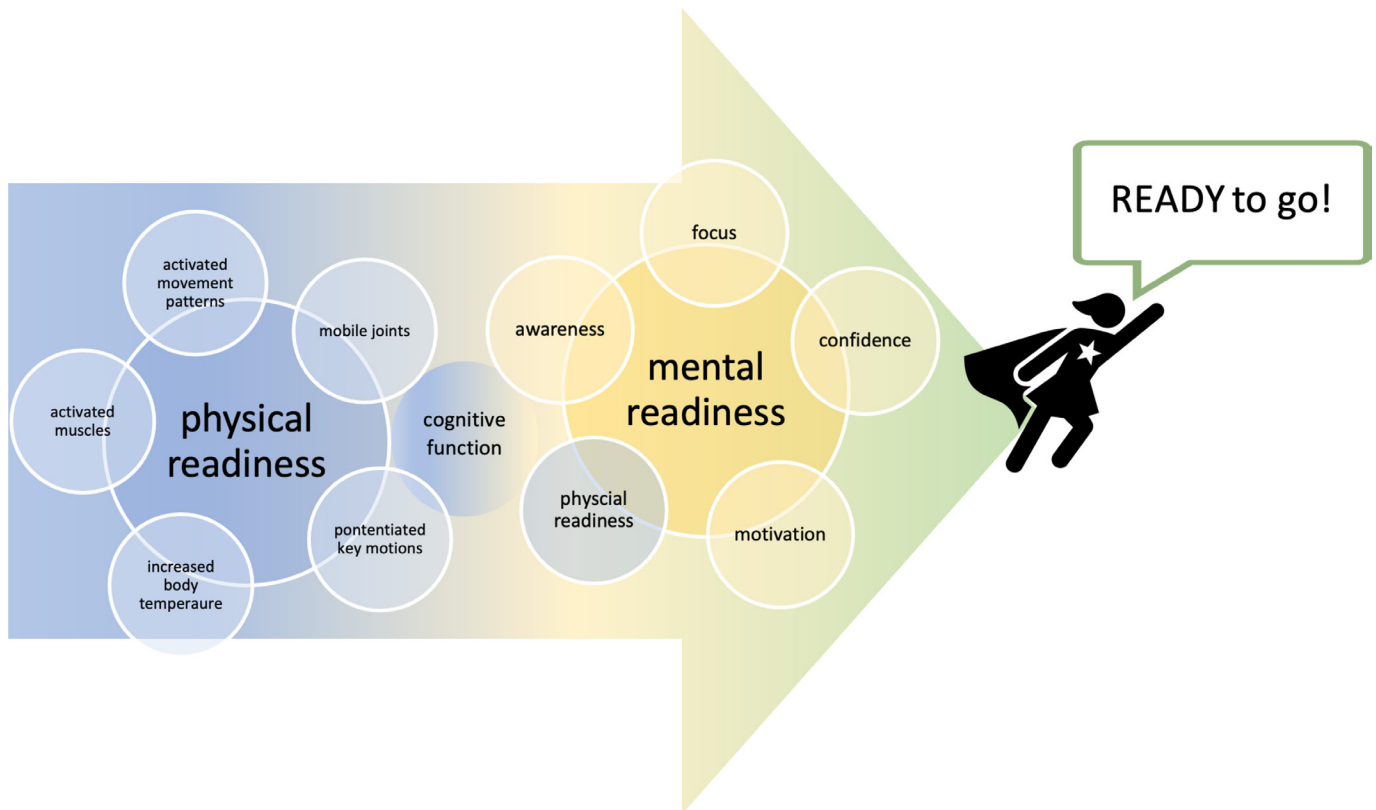 activated
movement
patterns
mobile joints
activated
muscles
physical
readiness
pontentiated
key motions
increased
body
temperaure
cognitive
function
focus
awareness
confidence
mental
readiness
physcial
readiness
motivation
READY to go!